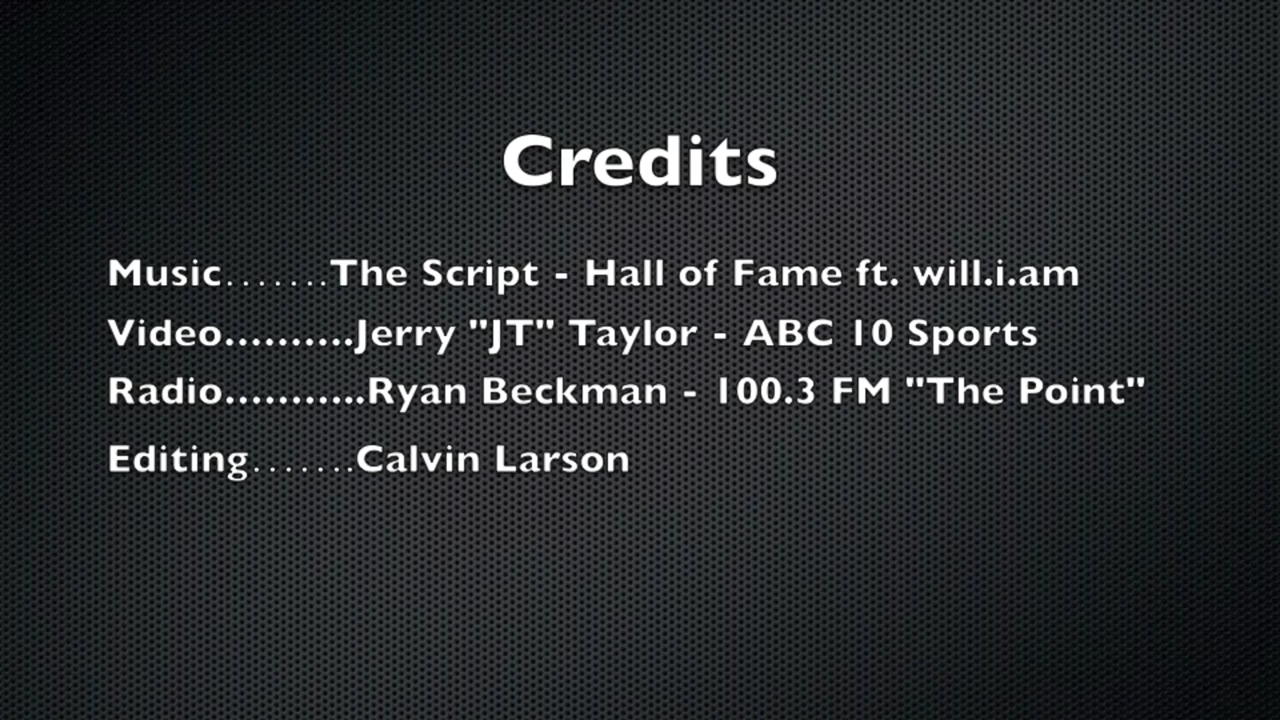 Credits
Music.......The Script - Hall of Fame ft. will.i.am
Video..........Jerry "JT" Taylor - ABC 10 Sports
Radio...........Ryan Beckman - 100.3 FM "The Point"
Editing.......Calvin Larson